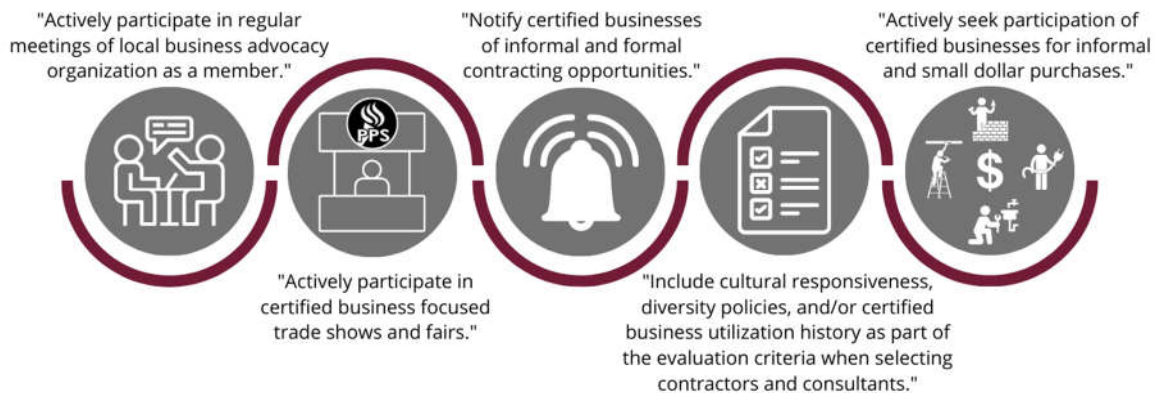 "Actively participate in regular
meetings of local business advocacy
organization as a member."
PPS
"Actively participate in
certified business focused
trade shows and fairs."
"Notify certified businesses
of informal and formal
contracting opportunities."
"Include cultural responsiveness,
diversity policies, and/or certified
business utilization history as part of
the evaluation criteria when selecting
contractors and consultants."
"Actively seek participation of
certified businesses for informal
and small dollar purchases."
$